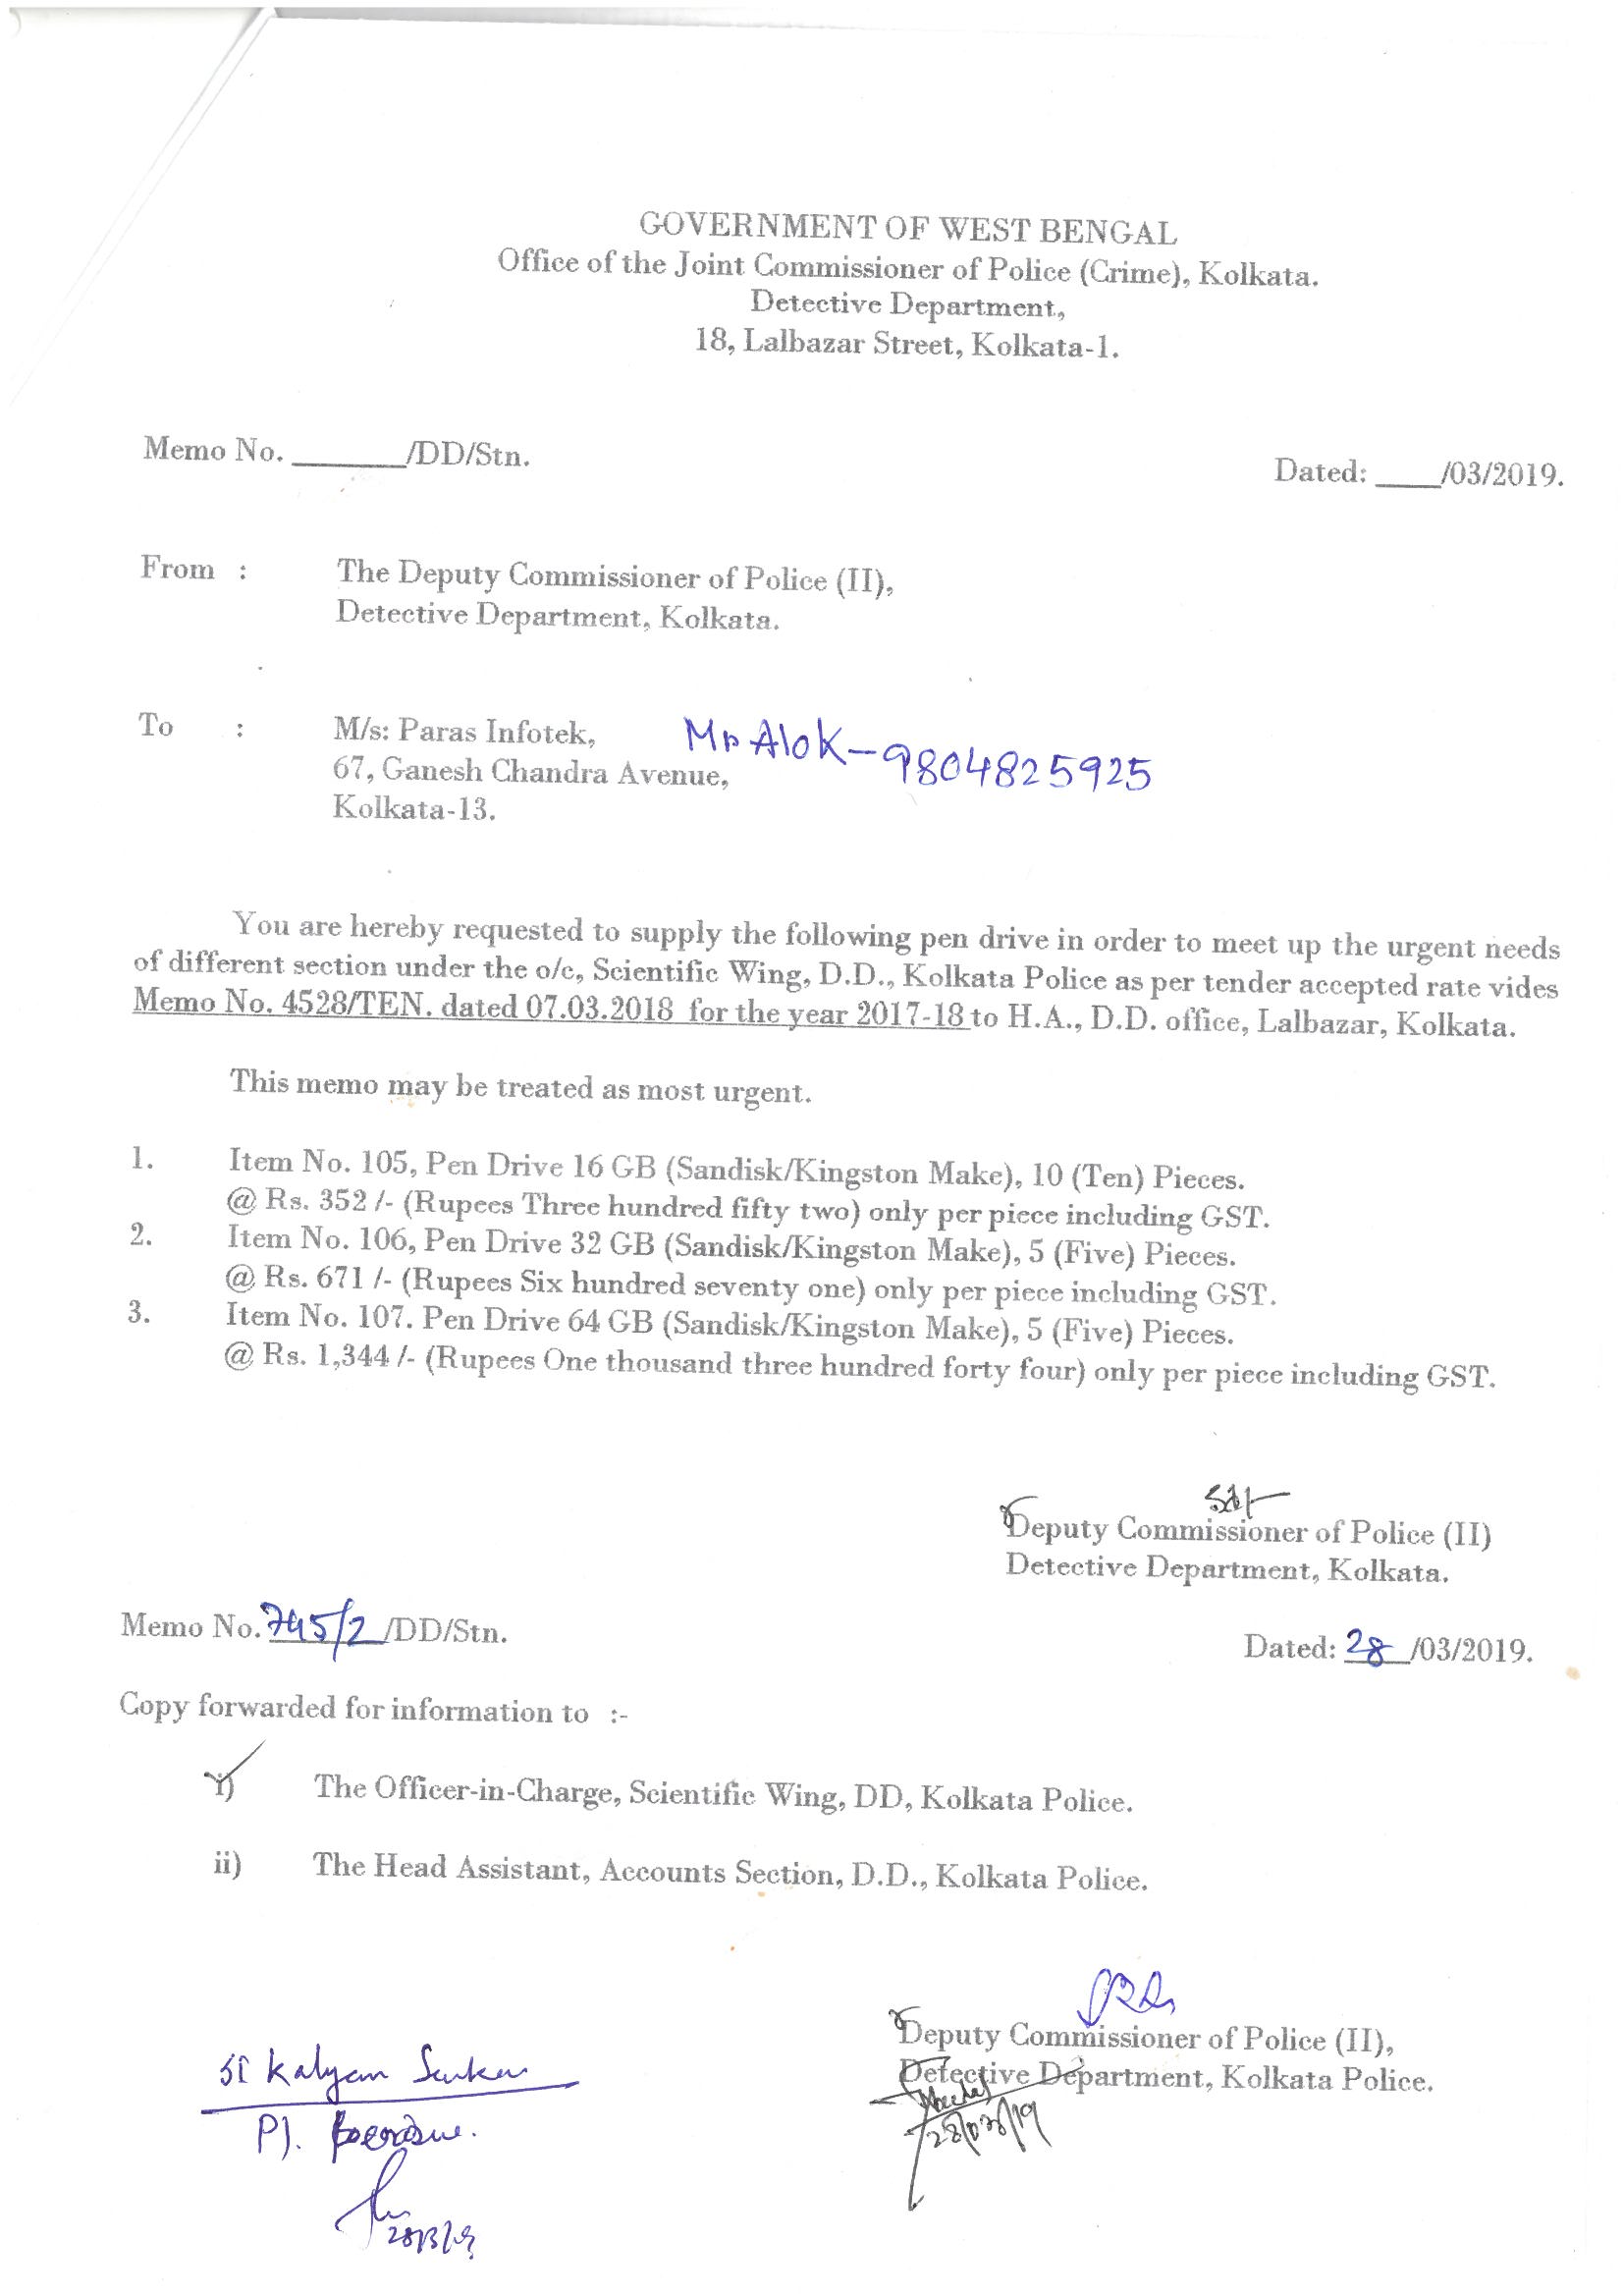 GOVERNMENT OF WEST BENGAL
Office of the Joint Commissioner of Police (Crime), Kolkata.
Detective Department,
18, Lalbazar Street, Kolkata-1.
Memo No. _______/DD/Stn.
Dated: ____/03/2019.
From :
The Deputy Commissioner of Police (II),
Detective Department, Kolkata.
To :
M/s: Paras Infotek,
67, Ganesh Chandra Avenue,
Kolkata-13.
Mr Alok - 9804825925
You are hereby requested to supply the following pen drive in order to meet up the urgent needs
of different section under the o/c, Scientific Wing, D.D., Kolkata Police as per tender accepted rate vides
Memo No. 4528/TEN. dated 07.03.2018 for the year 2017-18 to H.A., D.D. office, Lalbazar, Kolkata.
This memo may be treated as most urgent.
1. Item No. 105, Pen Drive 16 GB (Sandisk/Kingston Make), 10 (Ten) Pieces.
@ Rs. 352 /- (Rupees Three hundred fifty two) only per piece including GST.
2. Item No. 106, Pen Drive 32 GB (Sandisk/Kingston Make), 5 (Five) Pieces.
@ Rs. 671 /- (Rupees Six hundred seventy one) only per piece including GST.
3. Item No. 107. Pen Drive 64 GB (Sandisk/Kingston Make), 5 (Five) Pieces.
@ Rs. 1,344 /- (Rupees One thousand three hundred forty four) only per piece including GST.
Sd/-
Deputy Commissioner of Police (II)
Detective Department, Kolkata.
Memo No. 745/2 /DD/Stn.
Dated: 28 /03/2019.
Copy forwarded for information to :-
i) The Officer-in-Charge, Scientific Wing, DD, Kolkata Police.
ii) The Head Assistant, Accounts Section, D.D., Kolkata Police.
Deputy Commissioner of Police (II),
Detective Department, Kolkata Police.
28/03/19
SI Kalyan Sarkar
Pl.
28/3/19